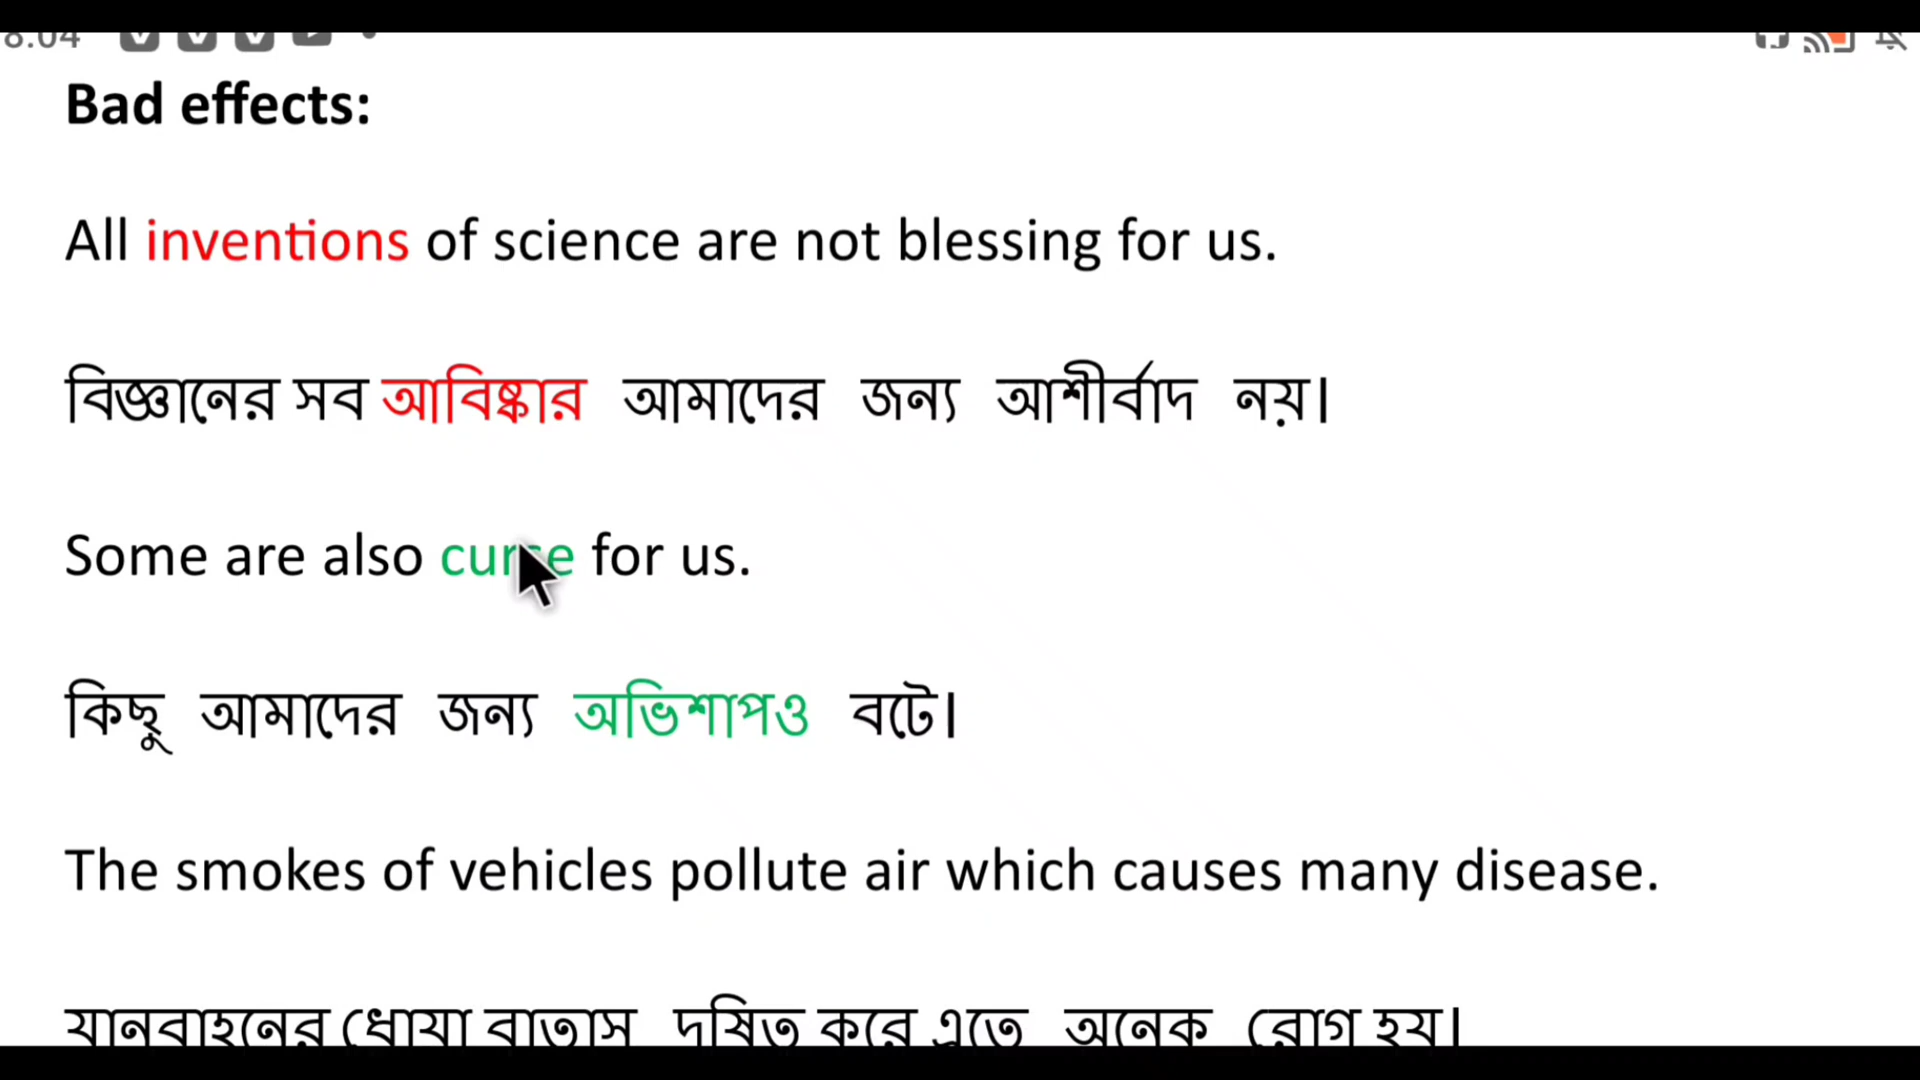 8:04
Bad effects:
All inventions of science are not blessing for us.
বিজ্ঞানের সব আবিষ্কার আমাদের জন্য আশীর্বাদ নয়।
Some are also curse for us.
কিছু আমাদের জন্য অভিশাপও বটে।
The smokes of vehicles pollute air which causes many disease.
যানবাহনের ধোয়া বাতাস দূষিত করে এতে অনেক রোগ হয়।